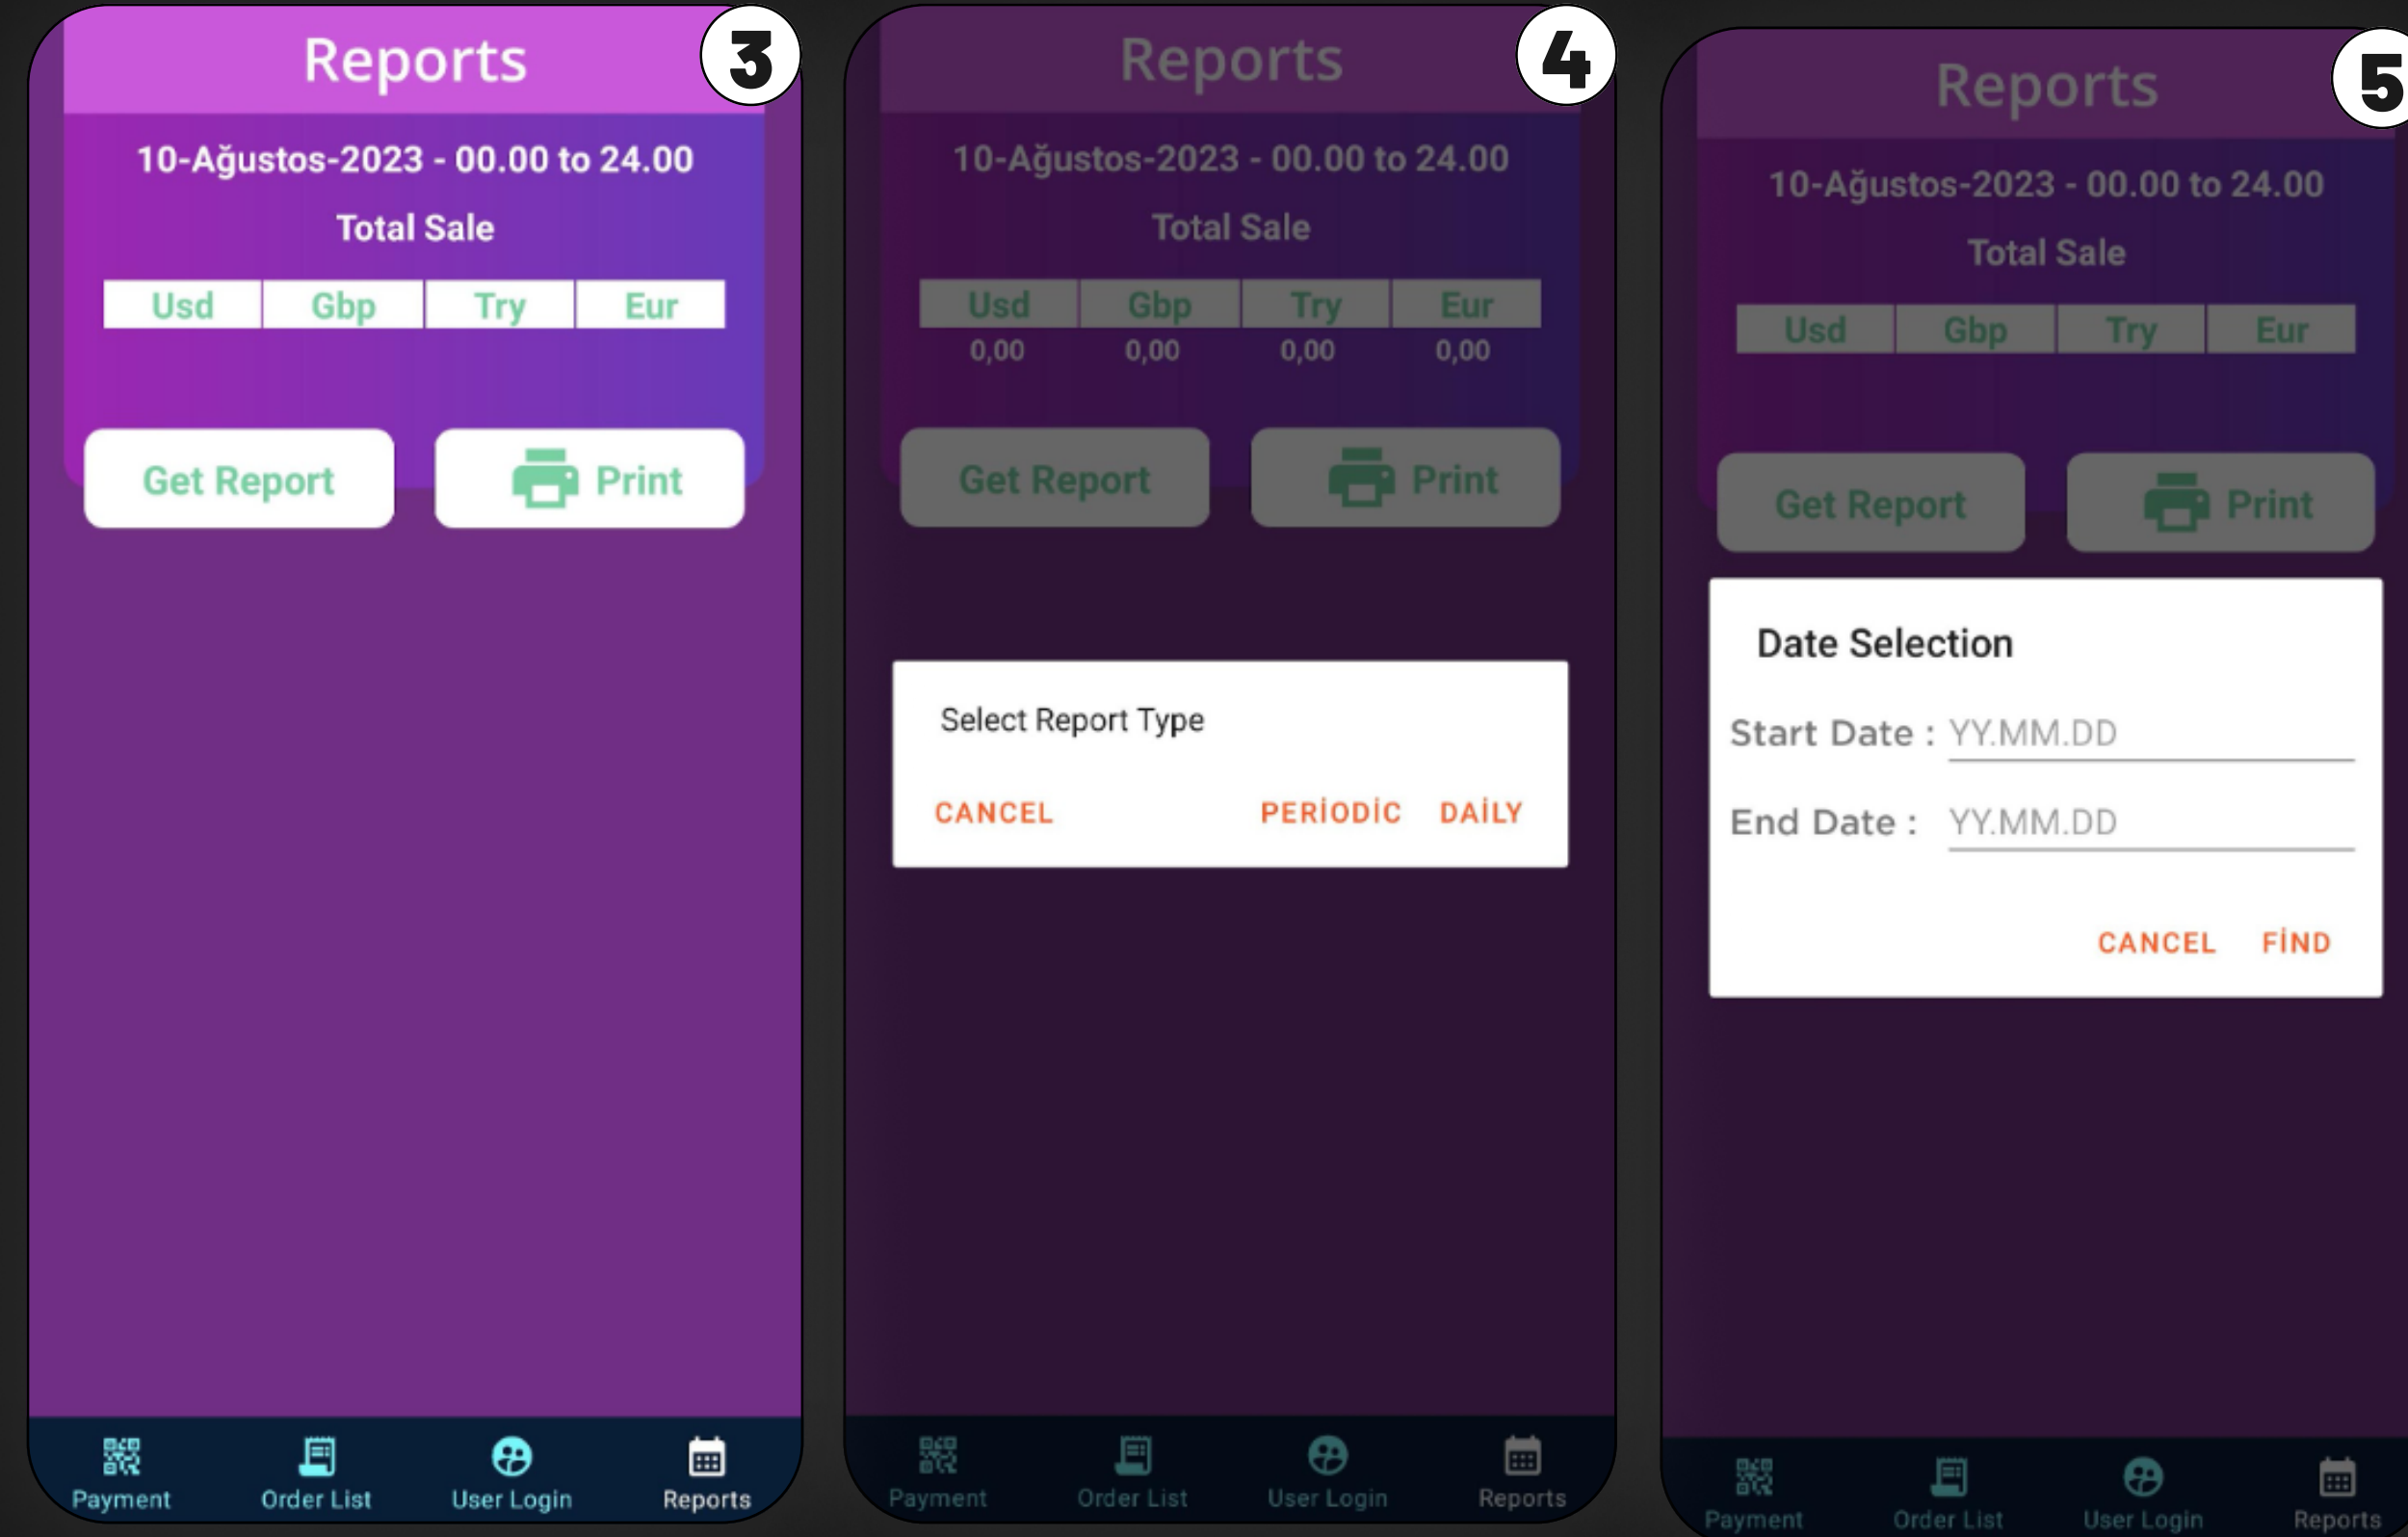 3
Reports
10-Ağustos-2023 - 00.00 to 24.00
Total Sale
Usd Gbp Try Eur
Get Report Print
Payment Order List User Login Reports
4
Reports
10-Ağustos-2023 - 00.00 to 24.00
Total Sale
Usd Gbp Try Eur
0,00 0,00 0,00 0,00
Get Report Print
Select Report Type
CANCEL PERİODİC DAİLY
Payment Order List User Login Reports
5
Reports
10-Ağustos-2023 - 00.00 to 24.00
Total Sale
Usd Gbp Try Eur
Get Report Print
Date Selection
Start Date : YY.MM.DD
End Date : YY.MM.DD
CANCEL FİND
Payment Order List User Login Reports